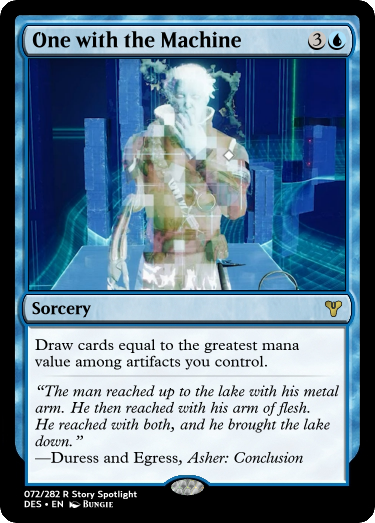 One with the Machine 3
Sorcery
Draw cards equal to the greatest mana
value among artifacts you control.
“The man reached up to the lake with his metal
arm. He then reached with his arm of flesh.
He reached with both, and he brought the lake
down.”
—Duress and Egress, Asher: Conclusion
072/282 R Story Spotlight
DES • EN Bungie